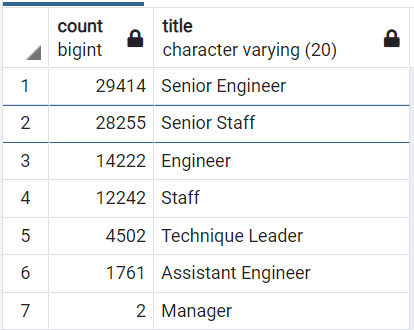 count title
bigint character varying (20)
1 29414 Senior Engineer
2 28255 Senior Staff
3 14222 Engineer
4 12242 Staff
5 4502 Technique Leader
6 1761 Assistant Engineer
7 2 Manager